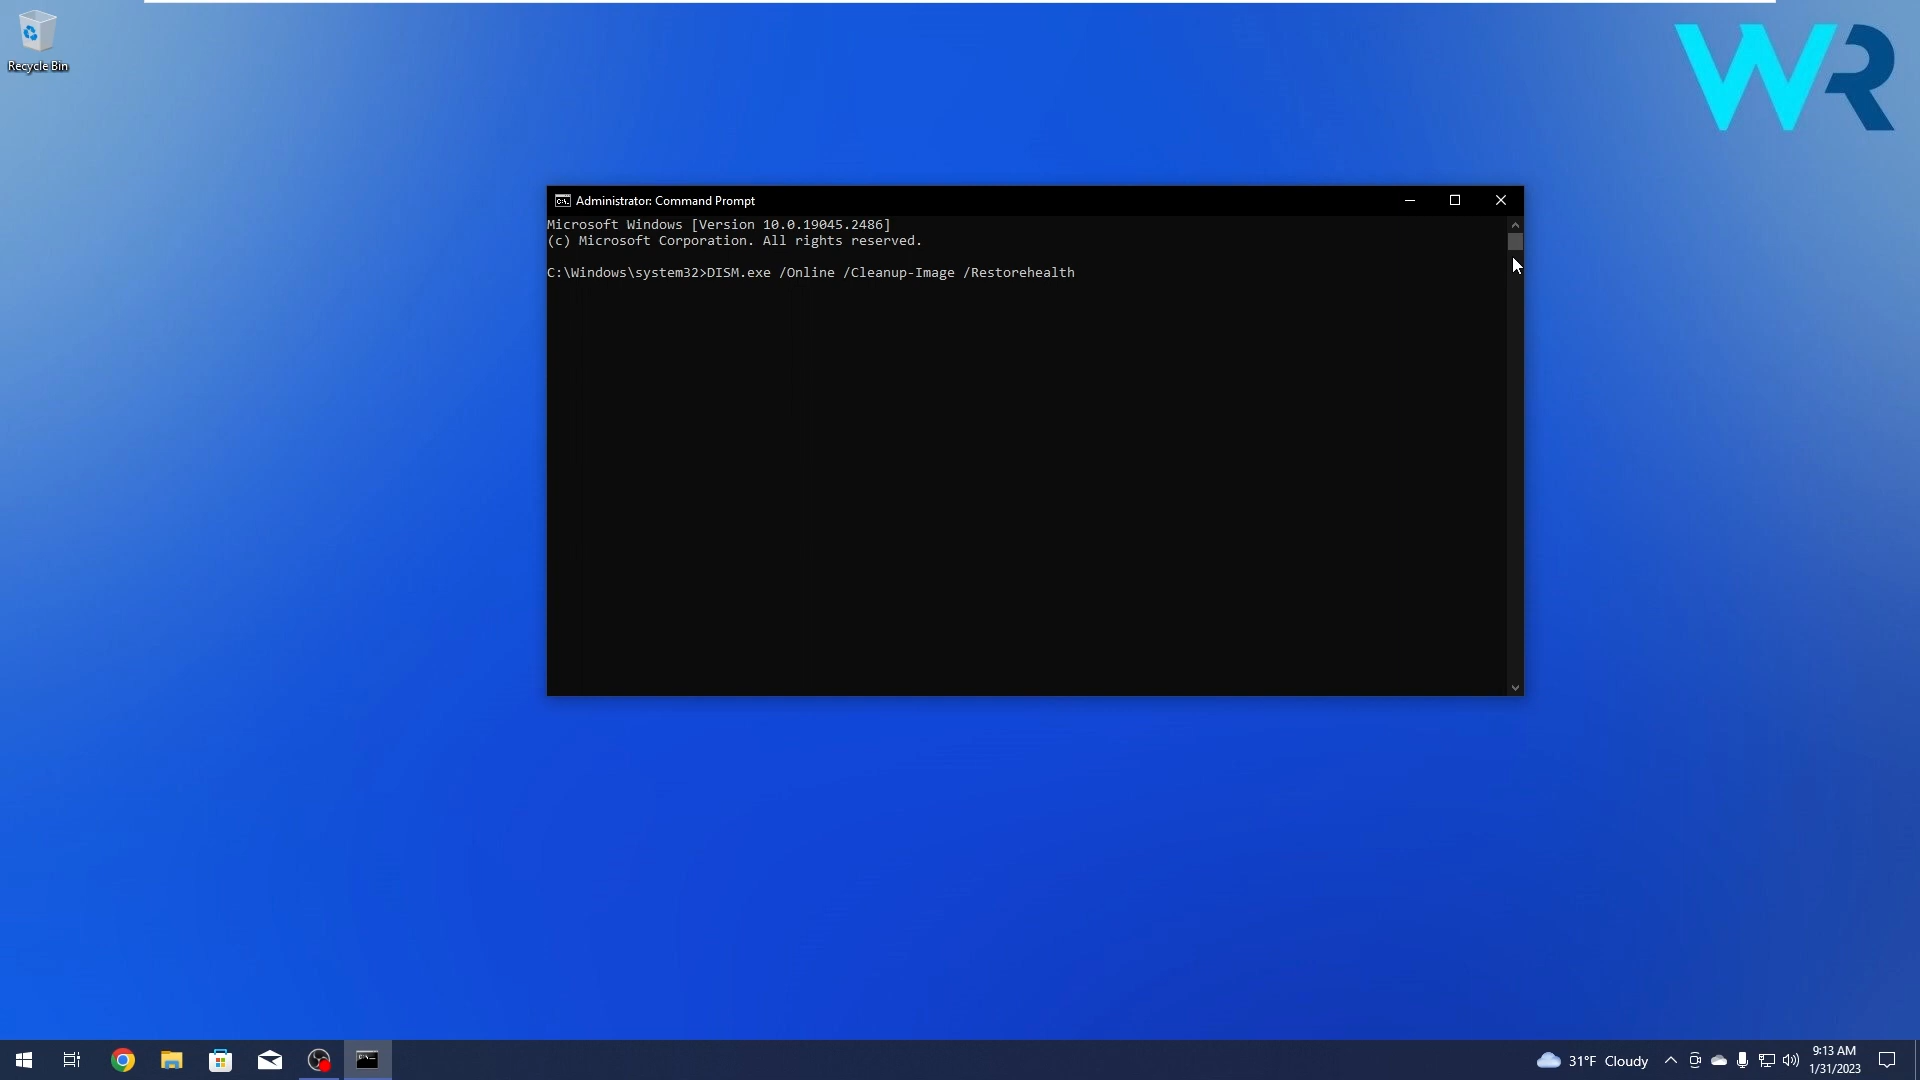 Recycle Bin
WR
Administrator: Command Prompt
Microsoft Windows [Version 10.0.19045.2486]
(c) Microsoft Corporation. All rights reserved.
C:\Windows\system32>DISM.exe /Online /Cleanup-Image /Restorehealth
31°F Cloudy
9:13 AM
1/31/2023